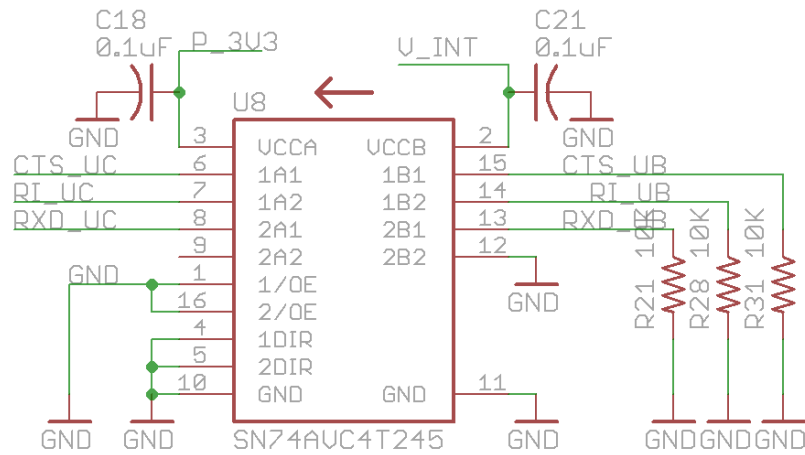 C18
0.1uF
P_3V3
V_INT
C21
0.1uF
GND
U8
GND
3 VCCA VCCB 2
CTS_UC 6 1A1 1B1 15 CTS_UB
RI_UC 7 1A2 1B2 14 RI_UB
RXD_UC 8 2A1 2B1 13 RXD_UB
9 2A2 2B2 12
GND 1 1/OE
16 2/OE
GND
4 1DIR
5 2DIR
10 GND GND 11
R21 10K
R28 10K
R31 10K
GND GND SN74AVC4T245 GND GND GND GND